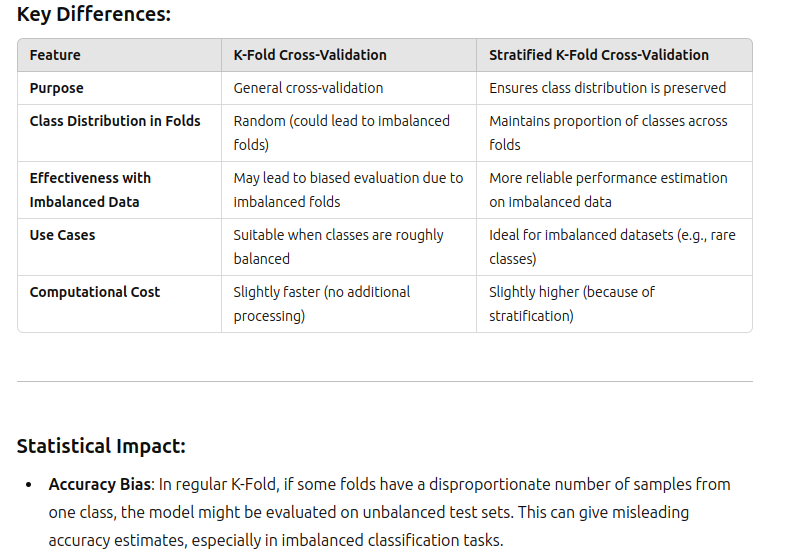 Key Differences:
Feature K-Fold Cross-Validation Stratified K-Fold Cross-Validation
Purpose General cross-validation Ensures class distribution is preserved
Class Distribution in Folds Random (could lead to imbalanced Maintains proportion of classes across
folds) folds
Effectiveness with May lead to biased evaluation due to More reliable performance estimation
Imbalanced Data imbalanced folds on imbalanced data
Use Cases Suitable when classes are roughly Ideal for imbalanced datasets (e.g., rare
balanced classes)
Computational Cost Slightly faster (no additional Slightly higher (because of
processing) stratification)
Statistical Impact:
• Accuracy Bias: In regular K-Fold, if some folds have a disproportionate number of samples from
one class, the model might be evaluated on unbalanced test sets. This can give misleading
accuracy estimates, especially in imbalanced classification tasks.